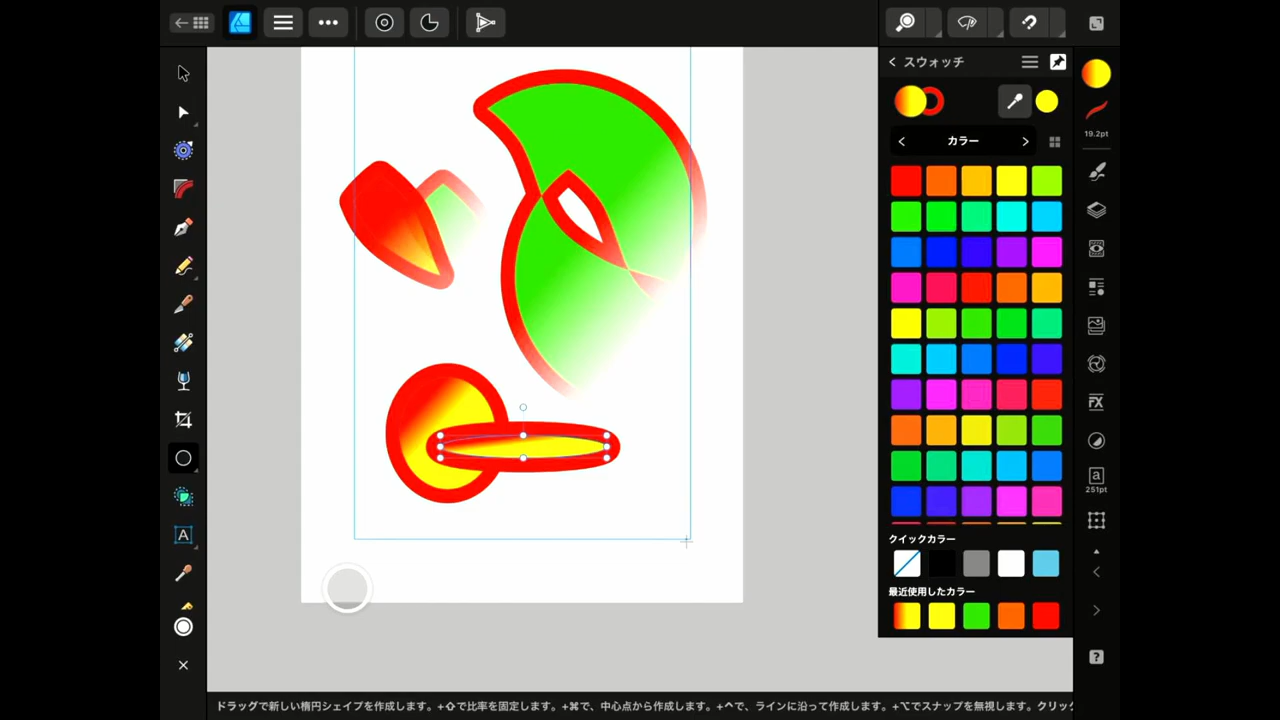 スウォッチ
19.2pt
カラー
A
FX
a
251pt
クイックカラー
最近使用したカラー
?
ドラッグで新しい楕円シェイプを作成します。+⇧で比率を固定します。+⌘で、中心点から作成します。+^で、ラインに沿って作成します。+⌥でスナップを無視します。クリック